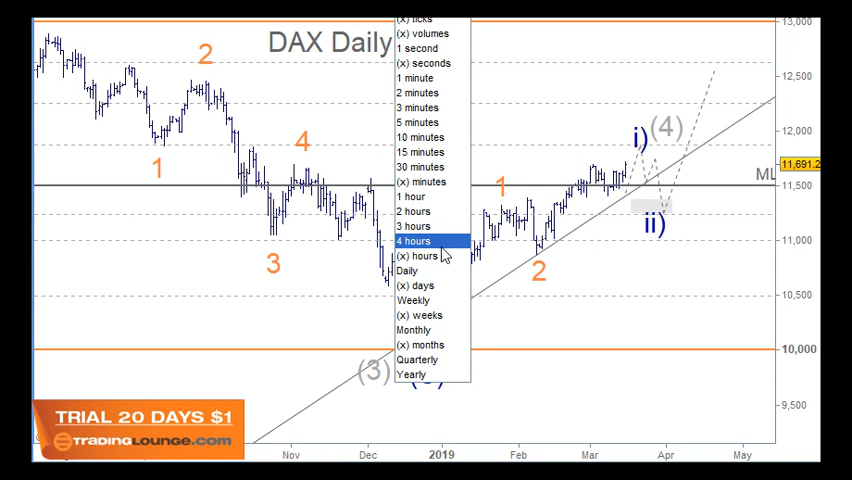 DAX Daily
(x) ticks
(x) volumes
1 second
(x) seconds
1 minute
2 minutes
3 minutes
5 minutes
10 minutes
15 minutes
30 minutes
(x) minutes
1 hour
2 hours
3 hours
4 hours
(x) hours
Daily
(x) days
Weekly
(x) weeks
Monthly
(x) months
Quarterly
Yearly
2
1
4
3
1
2
i)
(4)
ii)
(3)
ML
13,000
12,500
12,000
11,691.2
11,500
11,000
10,500
10,000
9,500
Nov
Dec
2019
Feb
Mar
Apr
May
TRIAL 20 DAYS $1
TRADINGLOUNGE.COM